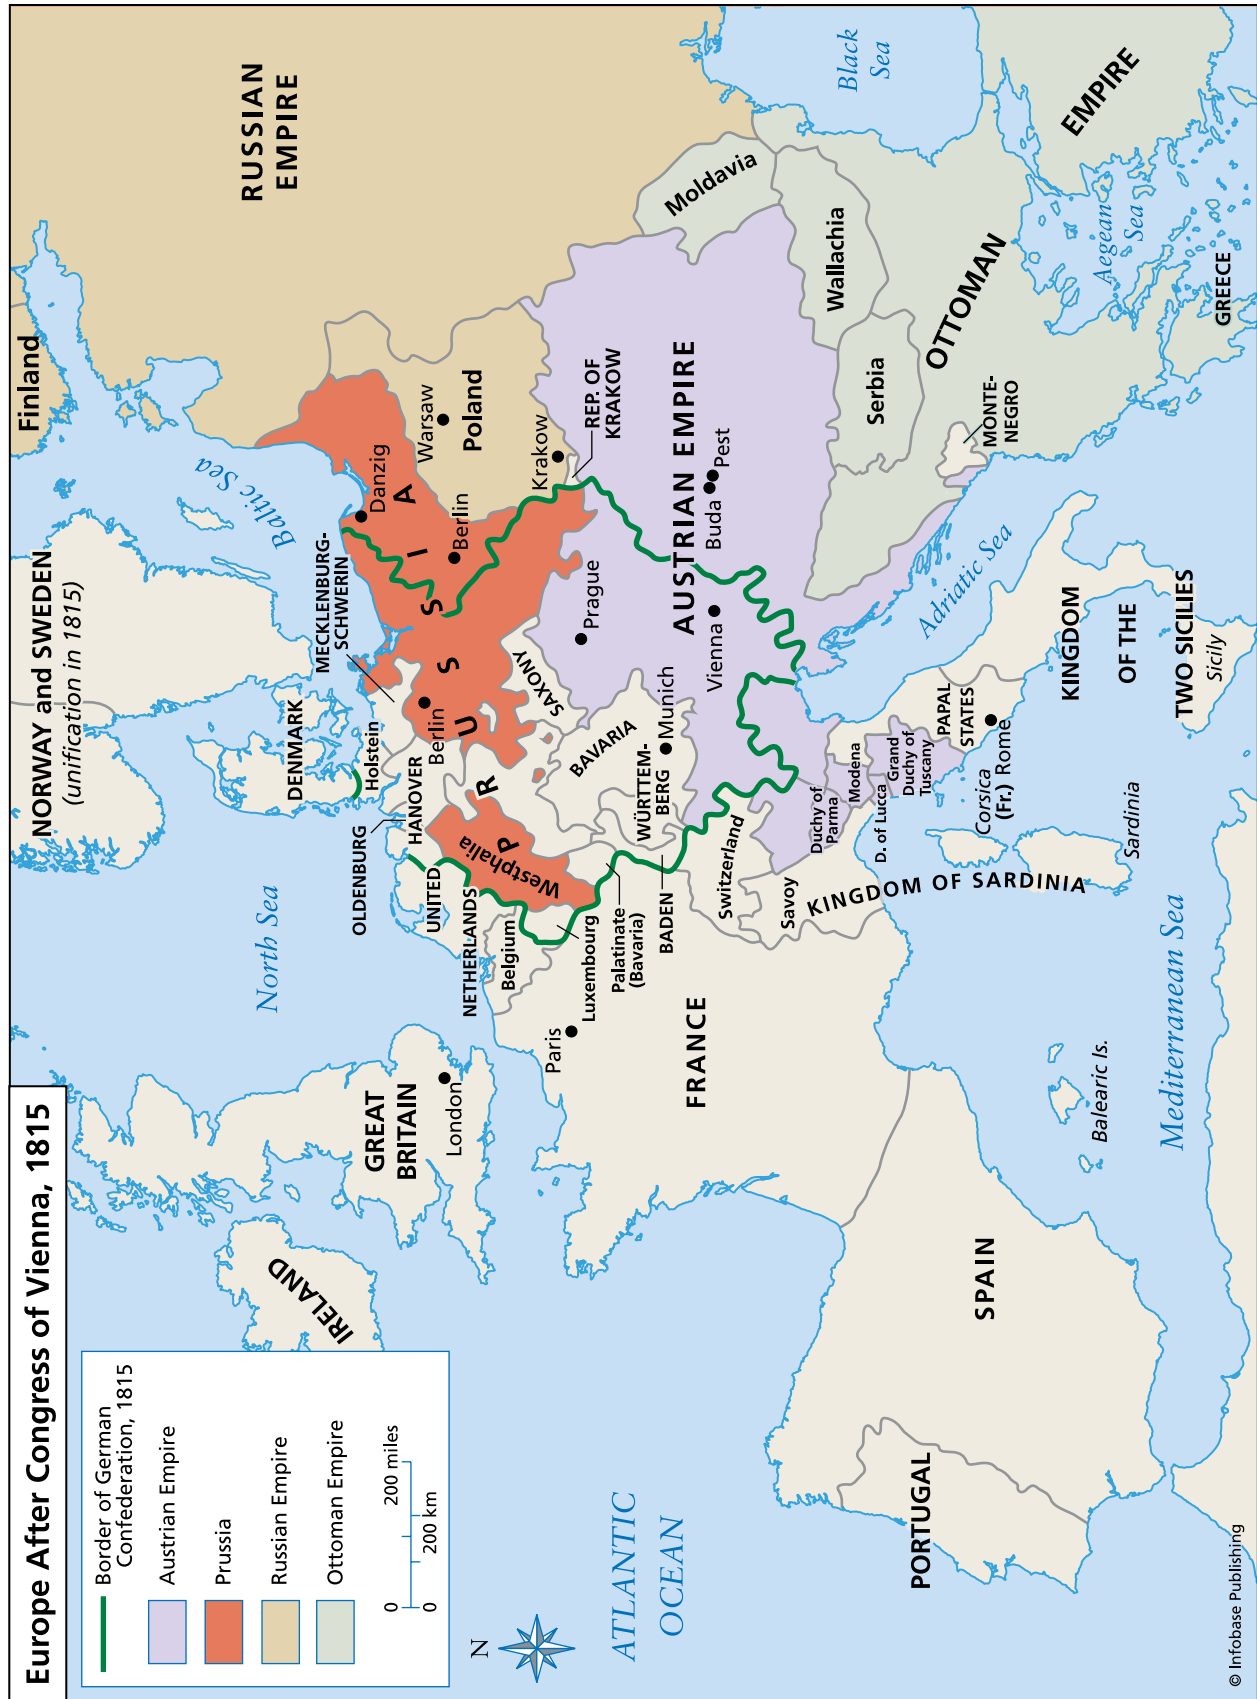 Europe After Congress of Vienna, 1815
Border of German
Confederation, 1815
Austrian Empire
Prussia
Russian Empire
Ottoman Empire
0
200 miles
0
200 km
N
ATLANTIC
OCEAN
NORWAY and SWEDEN
(unification in 1815)
Finland
RUSSIAN
EMPIRE
Baltic Sea
North Sea
IRELAND
GREAT
BRITAIN
London
DENMARK
Holstein
MECKLENBURG-
SCHWERIN
OLDENBURG
HANOVER
UNITED
NETHERLANDS
Belgium
Luxembourg
Westphalia
PRUSSIA
Berlin
Danzig
Berlin
Warsaw
Poland
Krakow
REP. OF
KRAKOW
SAXONY
Prague
BAVARIA
Munich
WÜRTTEM-
BERG
Palatinate
(Bavaria)
BADEN
Paris
FRANCE
Switzerland
Savoy
KINGDOM OF SARDINIA
AUSTRIAN EMPIRE
Vienna
Buda
Pest
Moldavia
Wallachia
Serbia
MONTE-
NEGRO
OTTOMAN
EMPIRE
Black
Sea
Aegean
Sea
GREECE
Adriatic Sea
Duchy of
Parma
Modena
D. of Lucca
Grand
Duchy of
Tuscany
PAPAL
STATES
Rome
Corsica
(Fr.)
Sardinia
KINGDOM
OF THE
TWO SICILIES
Sicily
Mediterranean Sea
Balearic Is.
SPAIN
PORTUGAL
© Infobase Publishing